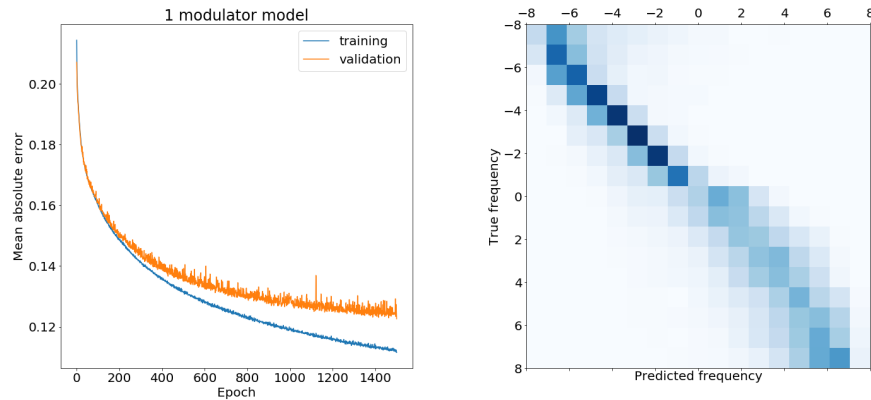 1 modulator model
training
validation
0.20
0.18
0.16
0.14
0.12
Mean absolute error
0 200 400 600 800 1000 1200 1400
Epoch
−8 −6 −4 −2 0 2 4 6 8
−8
−6
−4
−2
0
2
4
6
8
True frequency
Predicted frequency